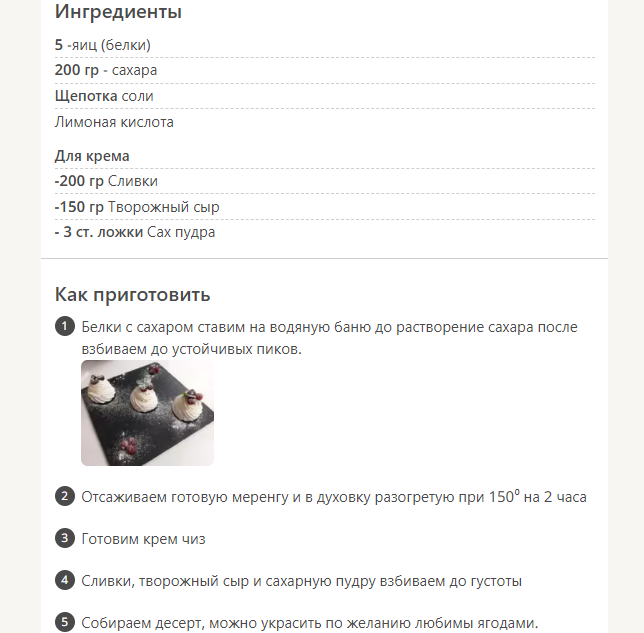 Ингредиенты
5 -яиц (белки)
200 гр - сахара
Щепотка соли
Лимоная кислота
Для крема
-200 гр Сливки
-150 гр Творожный сыр
- 3 ст. ложки Сах пудра
Как приготовить
1 Белки с сахаром ставим на водяную баню до растворение сахара после
взбиваем до устойчивых пиков.
2 Отсаживаем готовую меренгу и в духовку разогретую при 150⁰ на 2 часа
3 Готовим крем чиз
4 Сливки, творожный сыр и сахарную пудру взбиваем до густоты
5 Собираем десерт, можно украсить по желанию любимы ягодами.